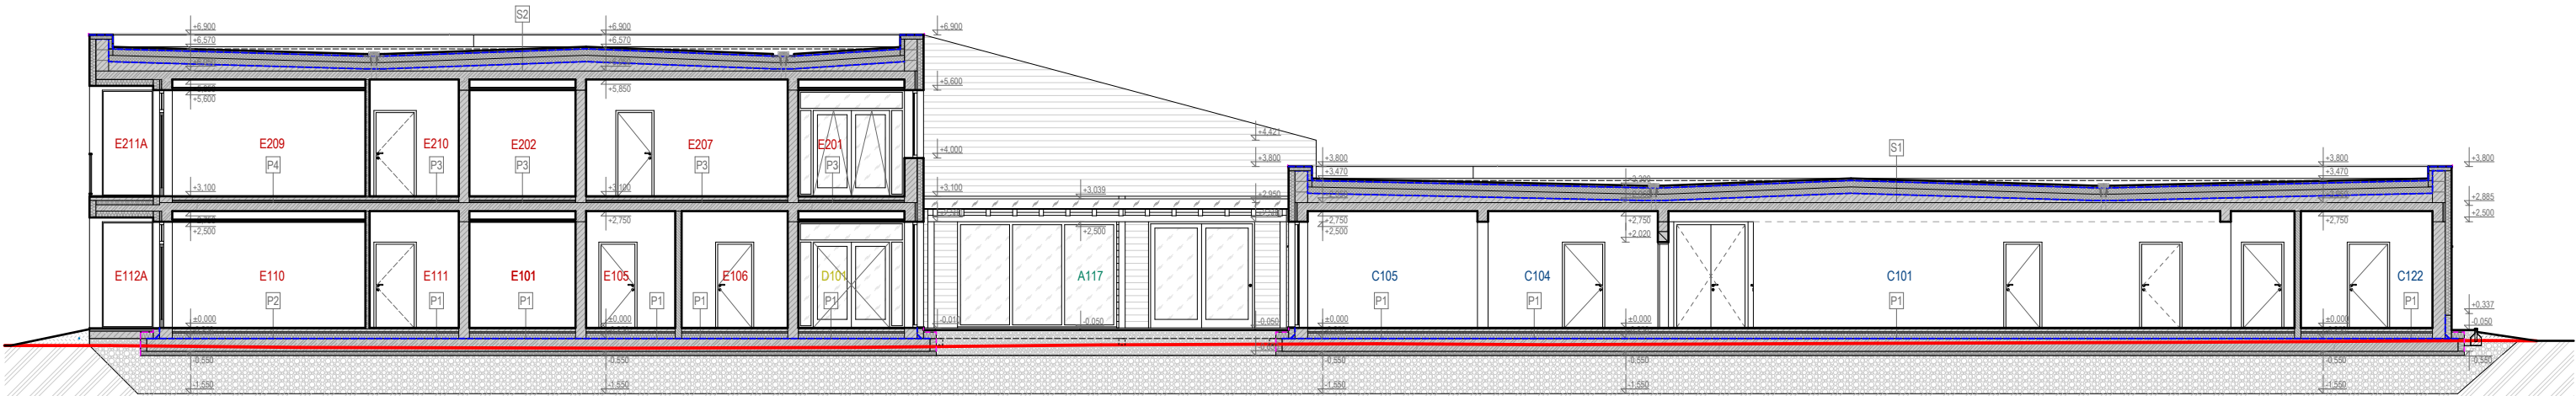 S2
+6.900
+6.900
+6.900
+6.570
+6.570
+5.600
+5.850
+5.600
E211A
E209
E210
E202
E207
E201
P4
P3
P3
P3
P3
+4.421
+4.000
+3.800
+3.800
S1
+3.800
+3.800
+3.470
+3.470
+3.100
+3.100
+3.100
+3.039
+2.950
+2.885
+2.500
+2.500
+2.750
+2.500
+2.750
+2.500
+2.750
+2.020
+2.750
E112A
E110
E111
E101
E105
E106
D101
A117
C105
C104
C101
C122
P2
P1
P1
P1
P1
P1
P1
P1
P1
P1
±0.000
±0.000
-0.010
-0.050
-0.050
±0.000
±0.000
±0.000
+0.337
-0.050
-0.550
-0.550
-0.550
-0.550
-0.550
-0.550
-1.550
-1.550
-1.550
-1.550
-1.550